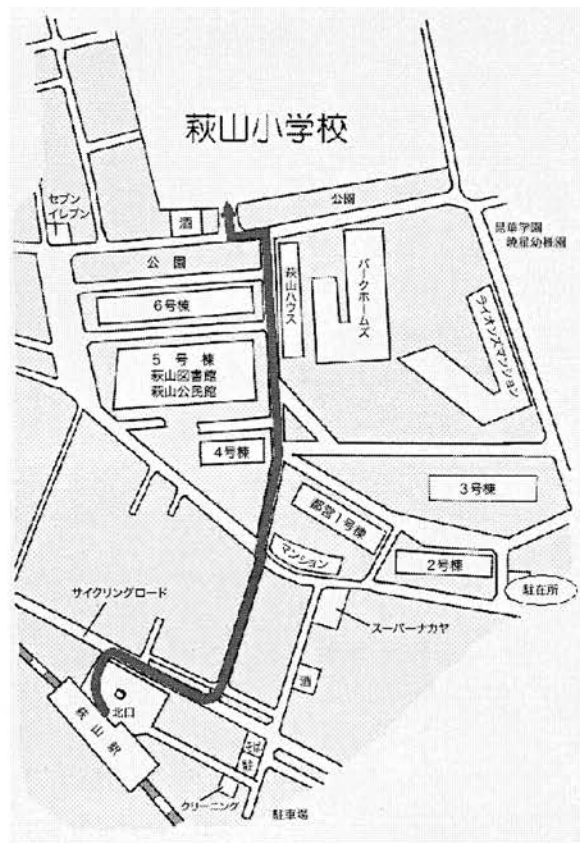 萩山小学校
セブン
イレブン
酒
公園
昆華学園
暁星幼稚園
公園
萩山ハウス
パークホームズ
ライオンズマンション
6号棟
5号棟
萩山図書館
萩山公民館
4号棟
3号棟
都営1号棟
マンション
2号棟
駐在所
サイクリングロード
スーパーナカヤ
酒
北口
萩山駅
そば
駐
クリーニング
駐車場